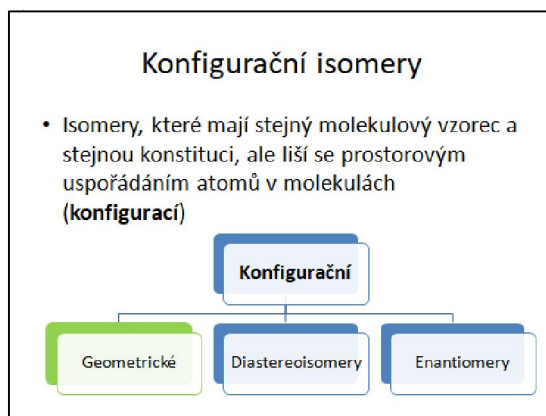 Konfigurační isomery
• Isomery, které mají stejný molekulový vzorec a
stejnou konstituci, ale liší se prostorovým
uspořádáním atomů v molekulách
(konfigurací)
Konfigurační
Geometrické
Diastereoisomery
Enantiomery